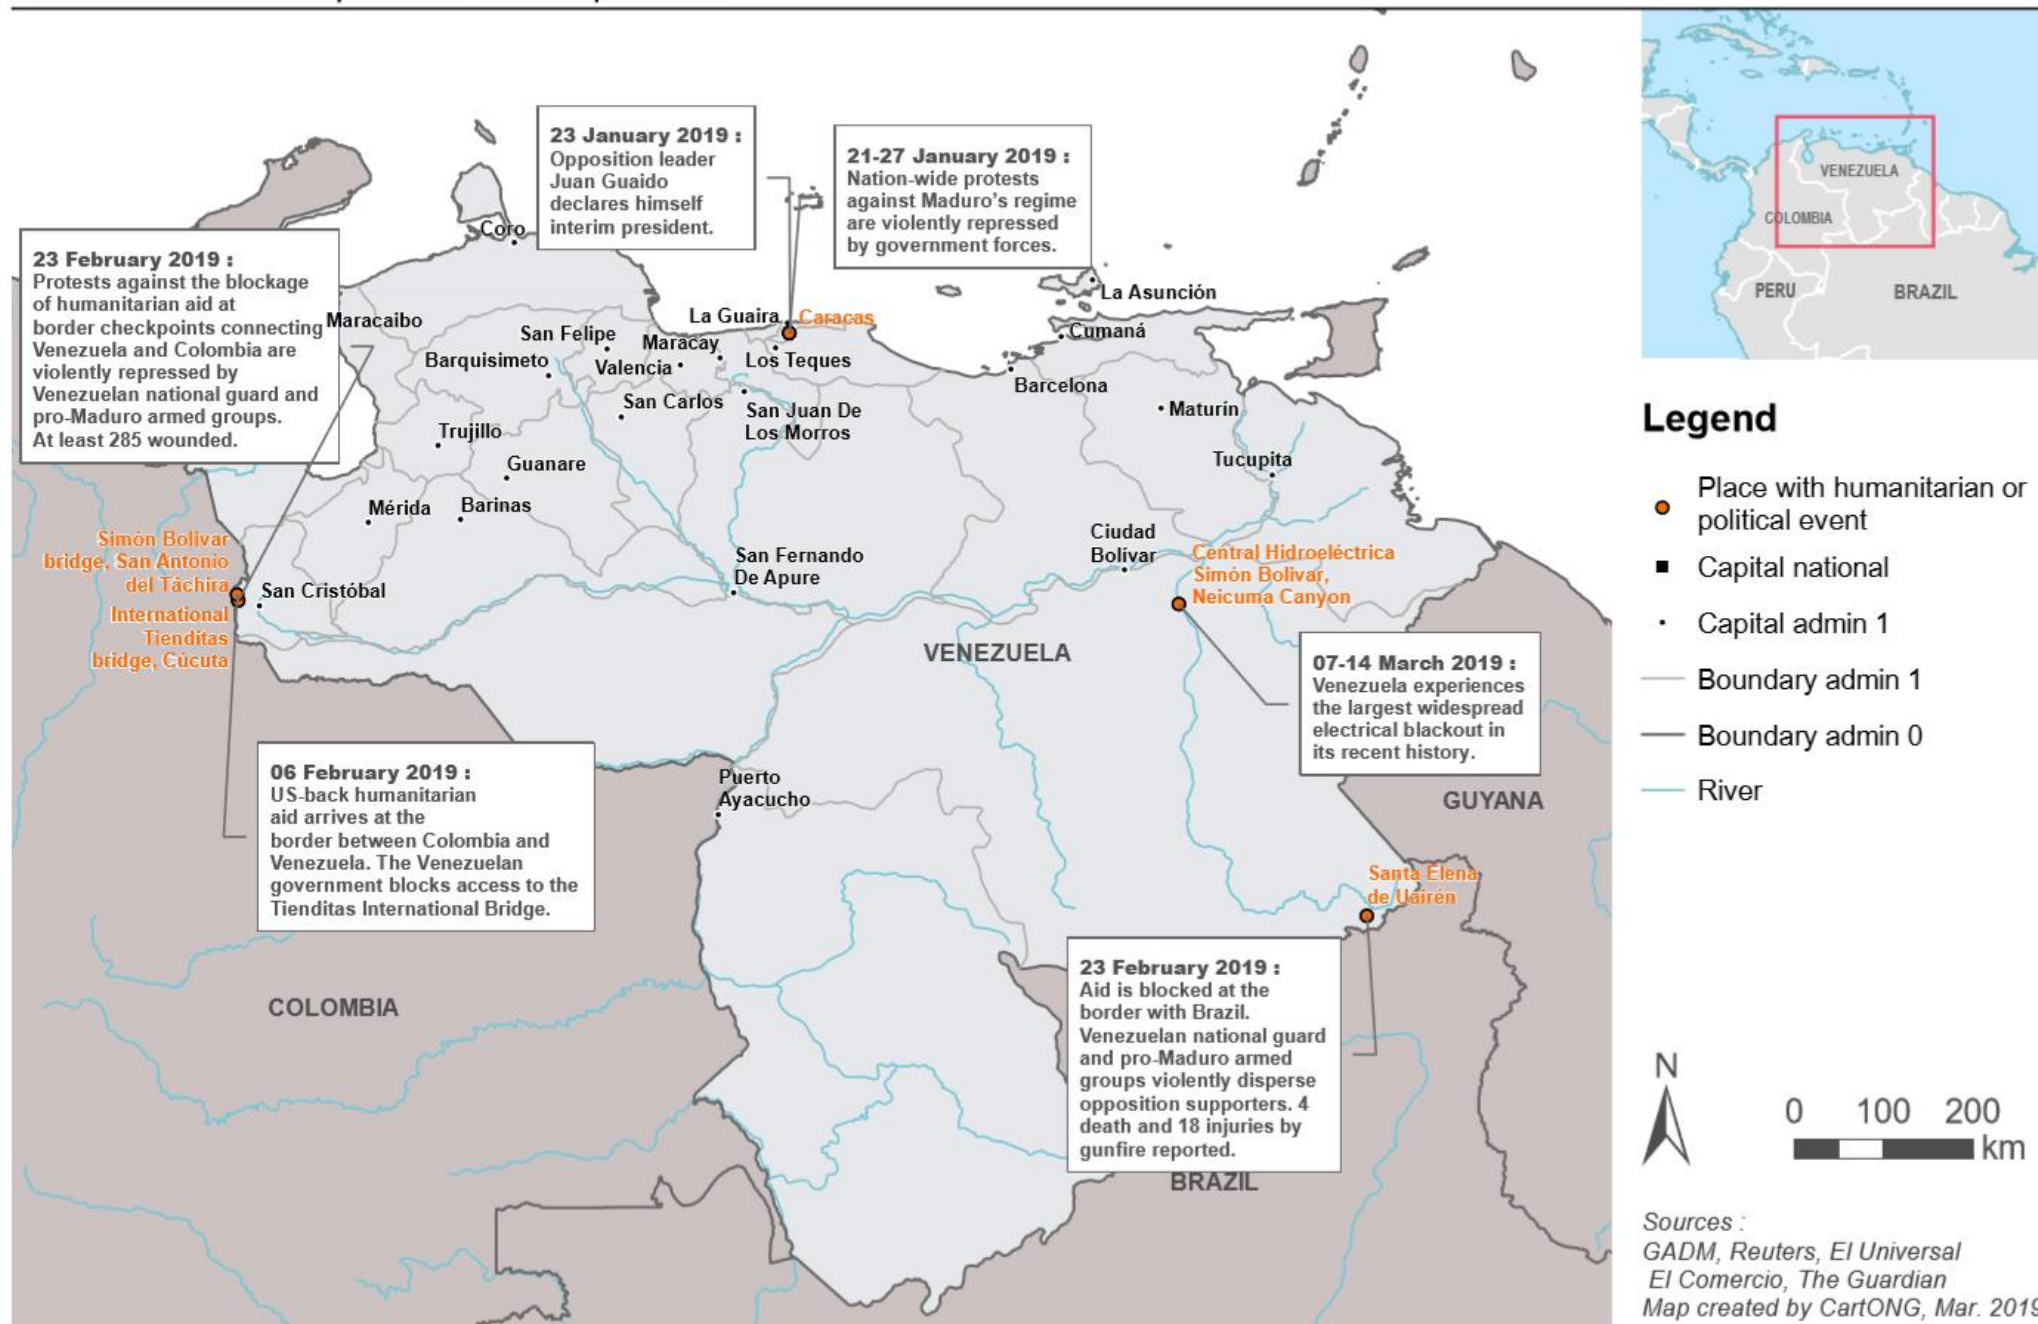 23 January 2019 :
Opposition leader
Juan Guaido
declares himself
interim president.
21-27 January 2019 :
Nation-wide protests
against Maduro's regime
are violently repressed
by government forces.
23 February 2019 :
Protests against the blockage
of humanitarian aid at
border checkpoints connecting
Venezuela and Colombia are
violently repressed by
Venezuelan national guard and
pro-Maduro armed groups.
At least 285 wounded.
Coro
Maracaibo
San Felipe
Barquisimeto
Valencia
Maracay
La Guaira
Caracas
Los Teques
La Asunción
Cumaná
Barcelona
San Carlos
San Juan De
Los Morros
Maturín
Trujillo
Guanare
Tucupita
Mérida
Barinas
Simón Bolivar
bridge, San Antonio
del Táchira
San Cristóbal
International
Tienditas
bridge, Cúcuta
San Fernando
De Apure
Ciudad
Bolívar
Central Hidroeléctrica
Simón Bolivar,
Neicuma Canyon
VENEZUELA
07-14 March 2019 :
Venezuela experiences
the largest widespread
electrical blackout in
its recent history.
06 February 2019 :
US-back humanitarian
aid arrives at the
border between Colombia and
Venezuela. The Venezuelan
government blocks access to the
Tienditas International Bridge.
Puerto
Ayacucho
GUYANA
Santa Elena
de Uairén
23 February 2019 :
Aid is blocked at the
border with Brazil.
Venezuelan national guard
and pro-Maduro armed
groups violently disperse
opposition supporters. 4
death and 18 injuries by
gunfire reported.
COLOMBIA
BRAZIL
VENEZUELA
COLOMBIA
PERU
BRAZIL
Legend
Place with humanitarian or
political event
Capital national
Capital admin 1
Boundary admin 1
Boundary admin 0
River
N
0 100 200
km
Sources :
GADM, Reuters, El Universal
El Comercio, The Guardian
Map created by CartONG, Mar. 2019